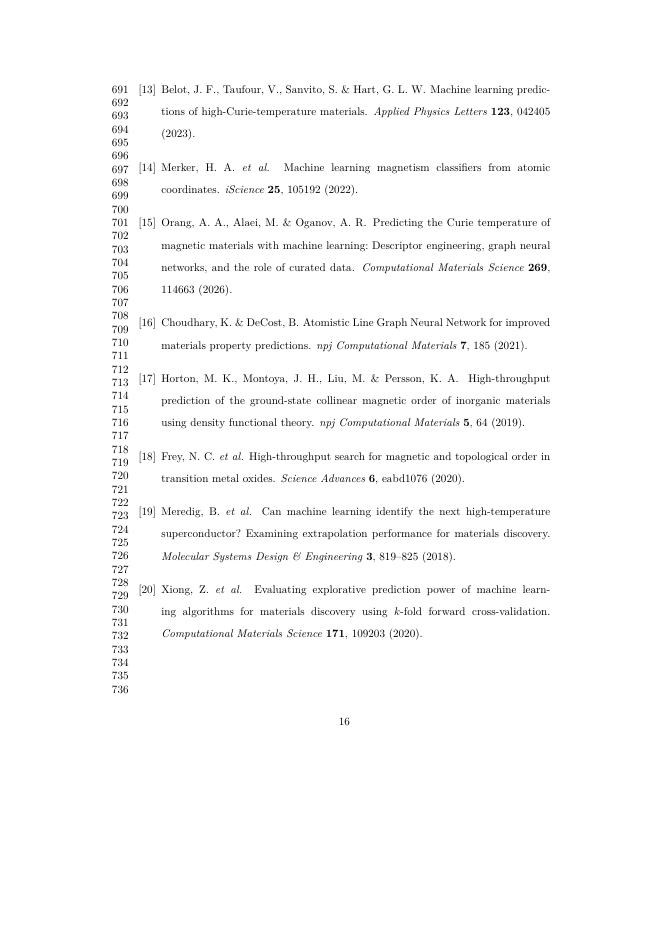 691
692
693
694
695
696
697
698
699
700
701
702
703
704
705
706
707
708
709
710
711
712
713
714
715
716
717
718
719
720
721
722
723
724
725
726
727
728
729
730
731
732
733
734
735
736
[13] Belot, J. F., Taufour, V., Sanvito, S. & Hart, G. L. W. Machine learning predic-
tions of high-Curie-temperature materials. Applied Physics Letters 123, 042405
(2023).
[14] Merker, H. A. et al. Machine learning magnetism classifiers from atomic
coordinates. iScience 25, 105192 (2022).
[15] Orang, A. A., Alaei, M. & Oganov, A. R. Predicting the Curie temperature of
magnetic materials with machine learning: Descriptor engineering, graph neural
networks, and the role of curated data. Computational Materials Science 269,
114663 (2026).
[16] Choudhary, K. & DeCost, B. Atomistic Line Graph Neural Network for improved
materials property predictions. npj Computational Materials 7, 185 (2021).
[17] Horton, M. K., Montoya, J. H., Liu, M. & Persson, K. A. High-throughput
prediction of the ground-state collinear magnetic order of inorganic materials
using density functional theory. npj Computational Materials 5, 64 (2019).
[18] Frey, N. C. et al. High-throughput search for magnetic and topological order in
transition metal oxides. Science Advances 6, eabd1076 (2020).
[19] Meredig, B. et al. Can machine learning identify the next high-temperature
superconductor? Examining extrapolation performance for materials discovery.
Molecular Systems Design & Engineering 3, 819–825 (2018).
[20] Xiong, Z. et al. Evaluating explorative prediction power of machine learn-
ing algorithms for materials discovery using k-fold forward cross-validation.
Computational Materials Science 171, 109203 (2020).
16